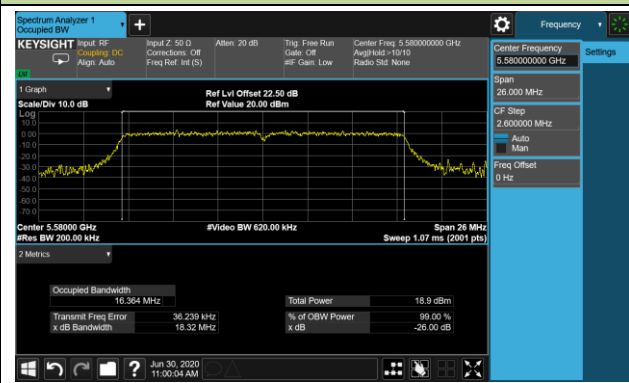 Spectrum Analyzer 1
Occupied BW
Frequency
KEYSIGHT
Input: RF
Coupling: DC
Align: Auto
Input Z: 50 Ω
Corrections: Off
Freq Ref: Int (S)
Atten: 20 dB
Trig: Free Run
Gate: Off
#IF Gain: Low
Center Freq: 5.580000000 GHz
Avg|Hold:>10/10
Radio Std: None
1 Graph
Scale/Div 10.0 dB
Ref Lvl Offset 22.50 dB
Ref Value 20.00 dBm
Log
10.0
0.00
-10.0
-20.0
-30.0
-40.0
-50.0
-60.0
-70.0
Center 5.58000 GHz
#Res BW 200.00 kHz
#Video BW 620.00 kHz
Span 26 MHz
Sweep 1.07 ms (2001 pts)
2 Metrics
Occupied Bandwidth
16.364 MHz
Transmit Freq Error 36.239 kHz
x dB Bandwidth 18.32 MHz
Total Power 18.9 dBm
% of OBW Power 99.00 %
x dB -26.00 dB
Jun 30, 2020
11:00:04 AM
Center Frequency
5.580000000 GHz
Span
26.000 MHz
CF Step
2.600000 MHz
Auto
Man
Freq Offset
0 Hz
Settings